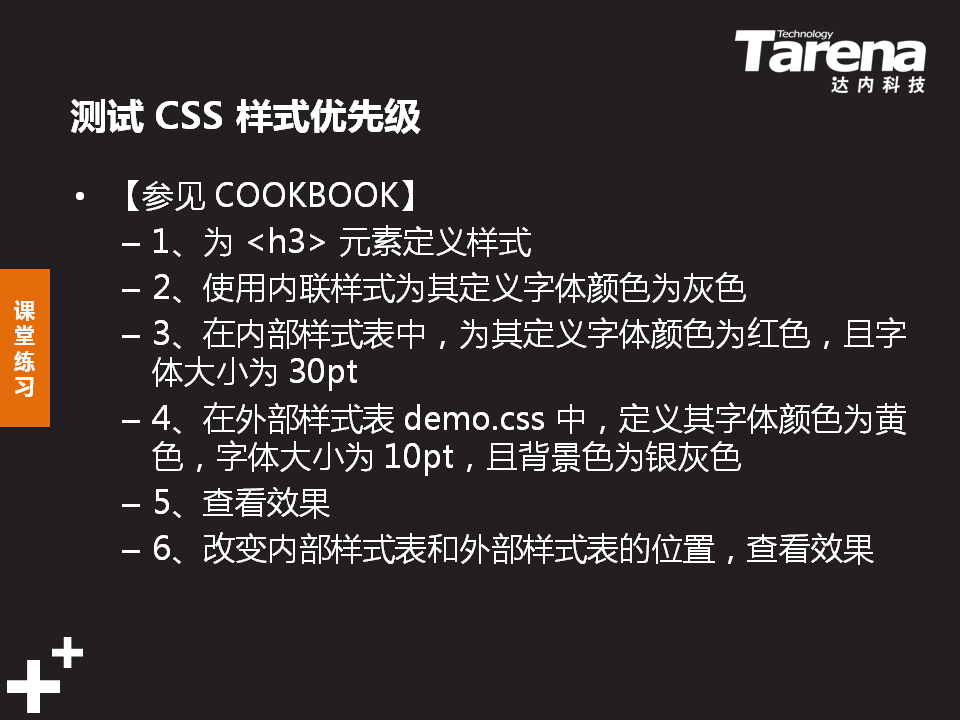 Technology
Tarena
达内科技
测试 CSS 样式优先级
• 【参见 COOKBOOK】
– 1、为 <h3> 元素定义样式
– 2、使用内联样式为其定义字体颜色为灰色
– 3、在内部样式表中，为其定义字体颜色为红色，且字
体大小为 30pt
– 4、在外部样式表 demo.css 中，定义其字体颜色为黄
色，字体大小为 10pt，且背景色为银灰色
– 5、查看效果
– 6、改变内部样式表和外部样式表的位置，查看效果
课
堂
练
习